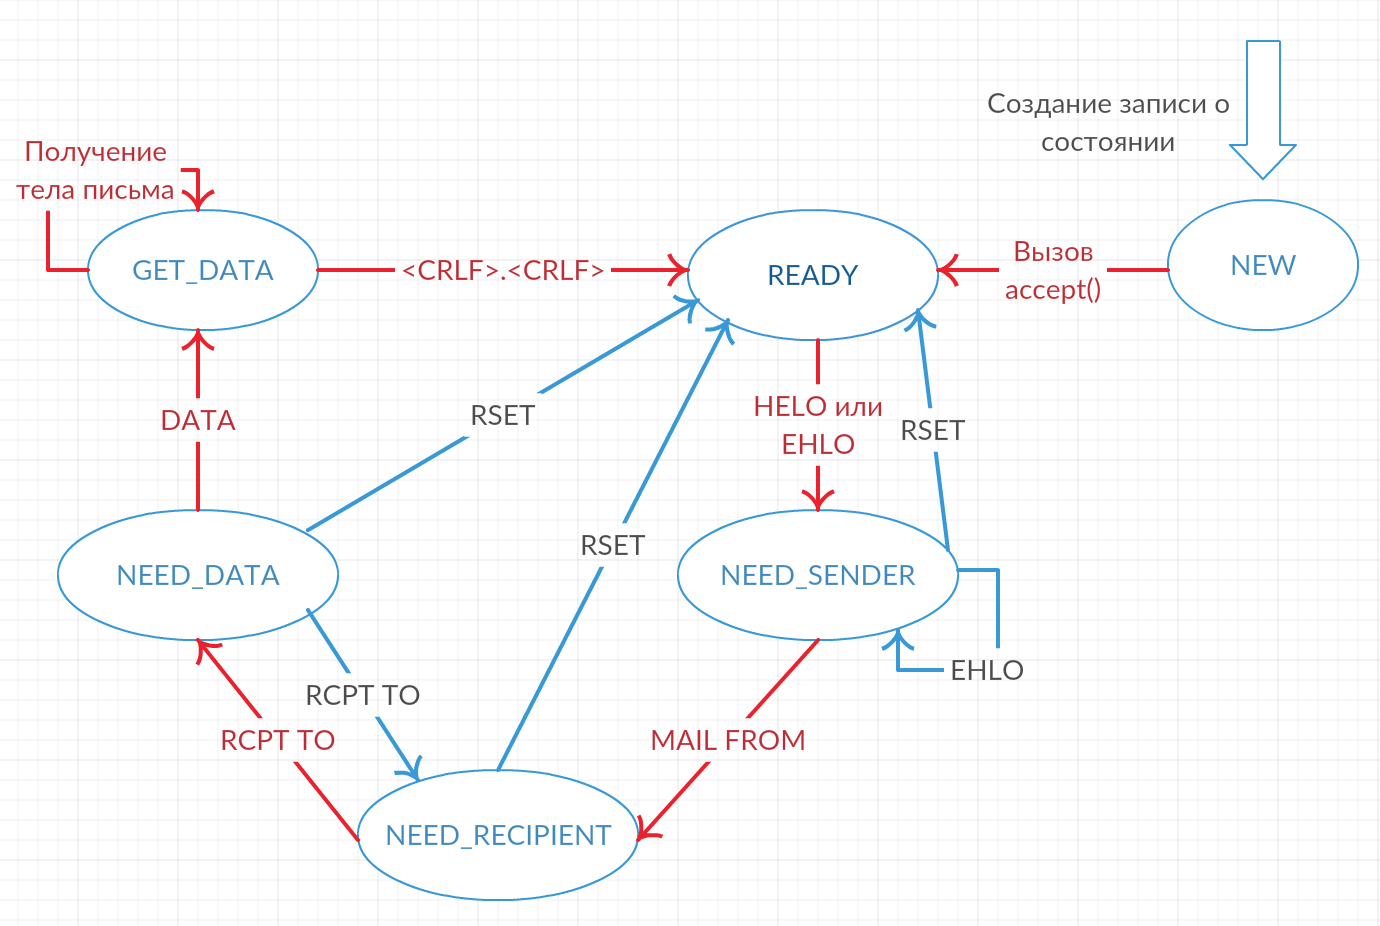 Создание записи о
состоянии
Получение
тела письма
GET_DATA
<CRLF>.<CRLF>
READY
Вызов
accept()
NEW
DATA
RSET
HELO или
EHLO
RSET
RSET
NEED_DATA
NEED_SENDER
EHLO
RCPT TO
RCPT TO
MAIL FROM
NEED_RECIPIENT